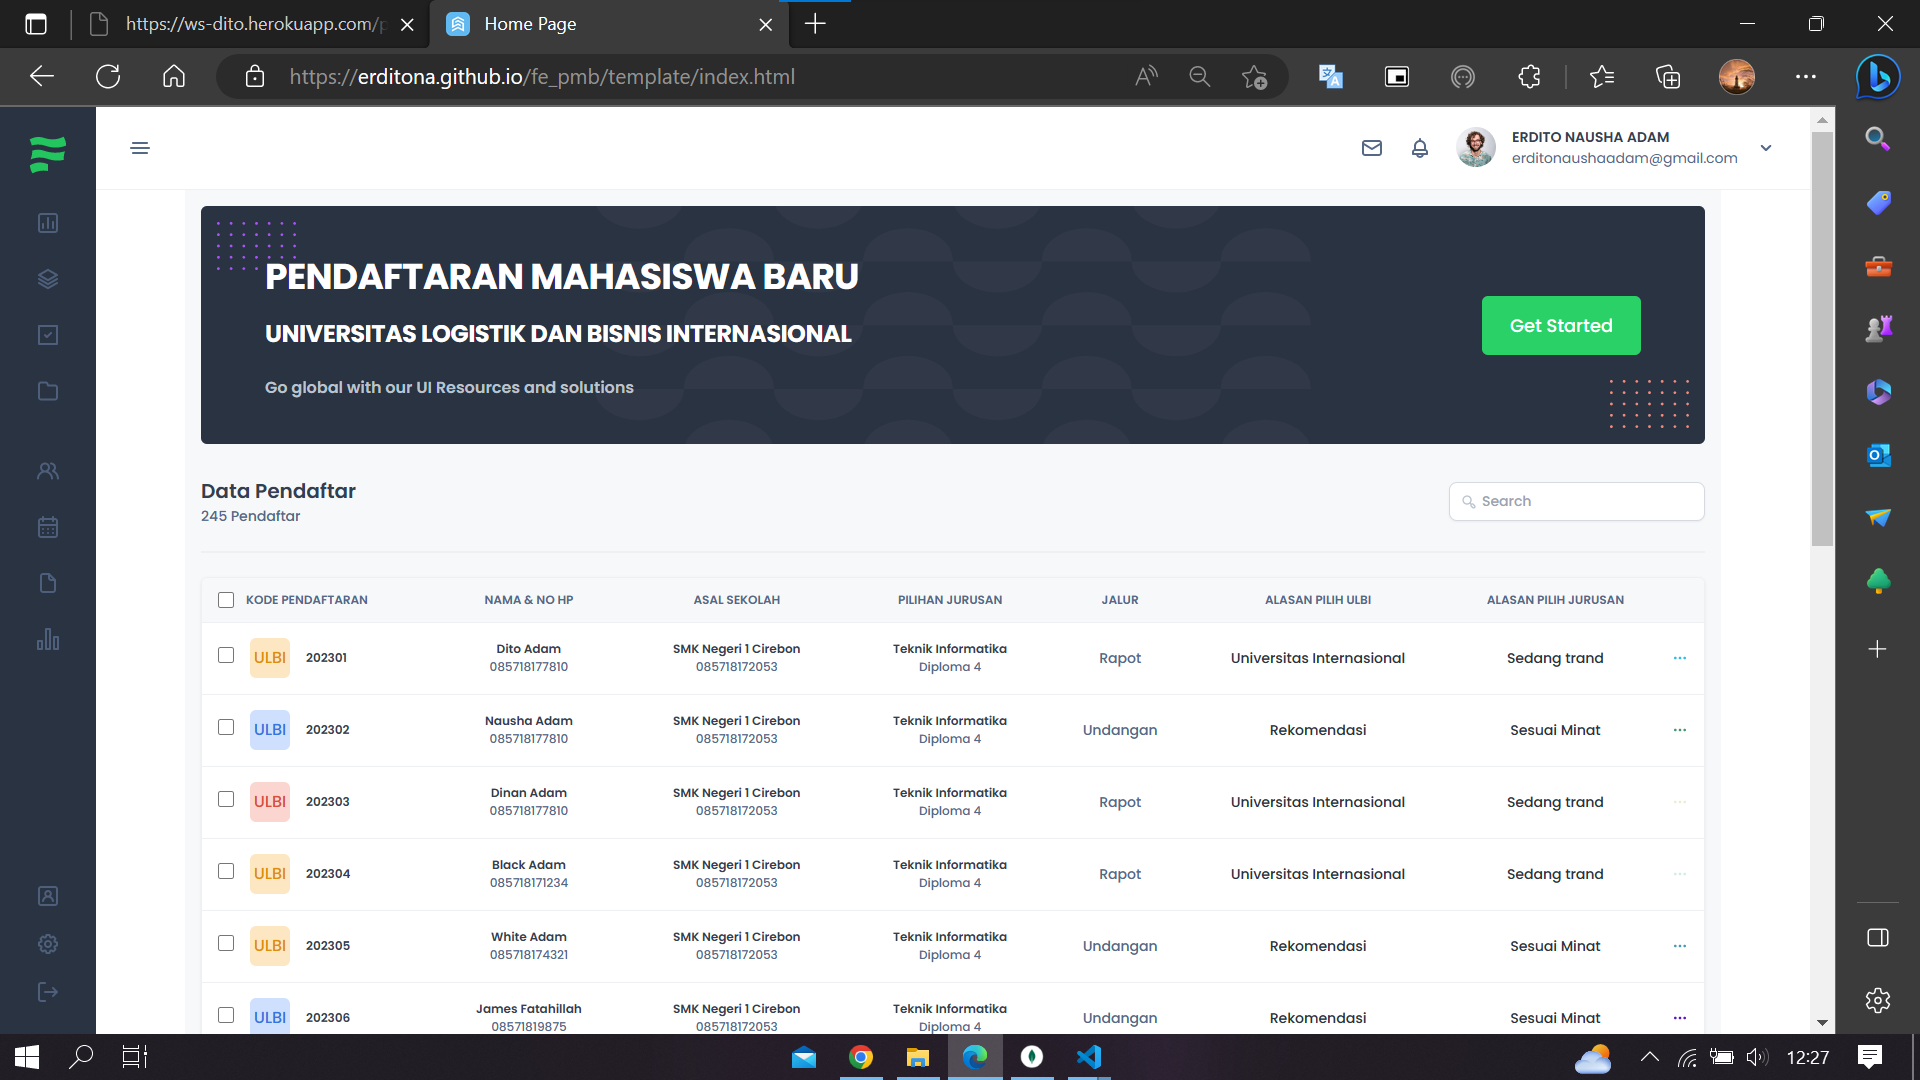 https://ws-dito.herokuapp.com/p
Home Page
https://erditona.github.io/fe_pmb/template/index.html
ERDITO NAUSHA ADAM
erditonaushaadam@gmail.com
PENDAFTARAN MAHASISWA BARU
UNIVERSITAS LOGISTIK DAN BISNIS INTERNASIONAL
Go global with our UI Resources and solutions
Get Started
Data Pendaftar
245 Pendaftar
Search
KODE PENDAFTARAN NAMA & NO HP ASAL SEKOLAH PILIHAN JURUSAN JALUR ALASAN PILIH ULBI ALASAN PILIH JURUSAN
ULBI 202301 Dito Adam SMK Negeri 1 Cirebon Teknik Informatika Rapot Universitas Internasional Sedang trand
085718177810 085718172053 Diploma 4
ULBI 202302 Nausha Adam SMK Negeri 1 Cirebon Teknik Informatika Undangan Rekomendasi Sesuai Minat
085718177810 085718172053 Diploma 4
ULBI 202303 Dinan Adam SMK Negeri 1 Cirebon Teknik Informatika Rapot Universitas Internasional Sedang trand
085718177810 085718172053 Diploma 4
ULBI 202304 Black Adam SMK Negeri 1 Cirebon Teknik Informatika Rapot Universitas Internasional Sedang trand
085718171234 085718172053 Diploma 4
ULBI 202305 White Adam SMK Negeri 1 Cirebon Teknik Informatika Undangan Rekomendasi Sesuai Minat
085718174321 085718172053 Diploma 4
ULBI 202306 James Fatahillah SMK Negeri 1 Cirebon Teknik Informatika Undangan Rekomendasi Sesuai Minat
08571819875 085718172053 Diploma 4
12:27